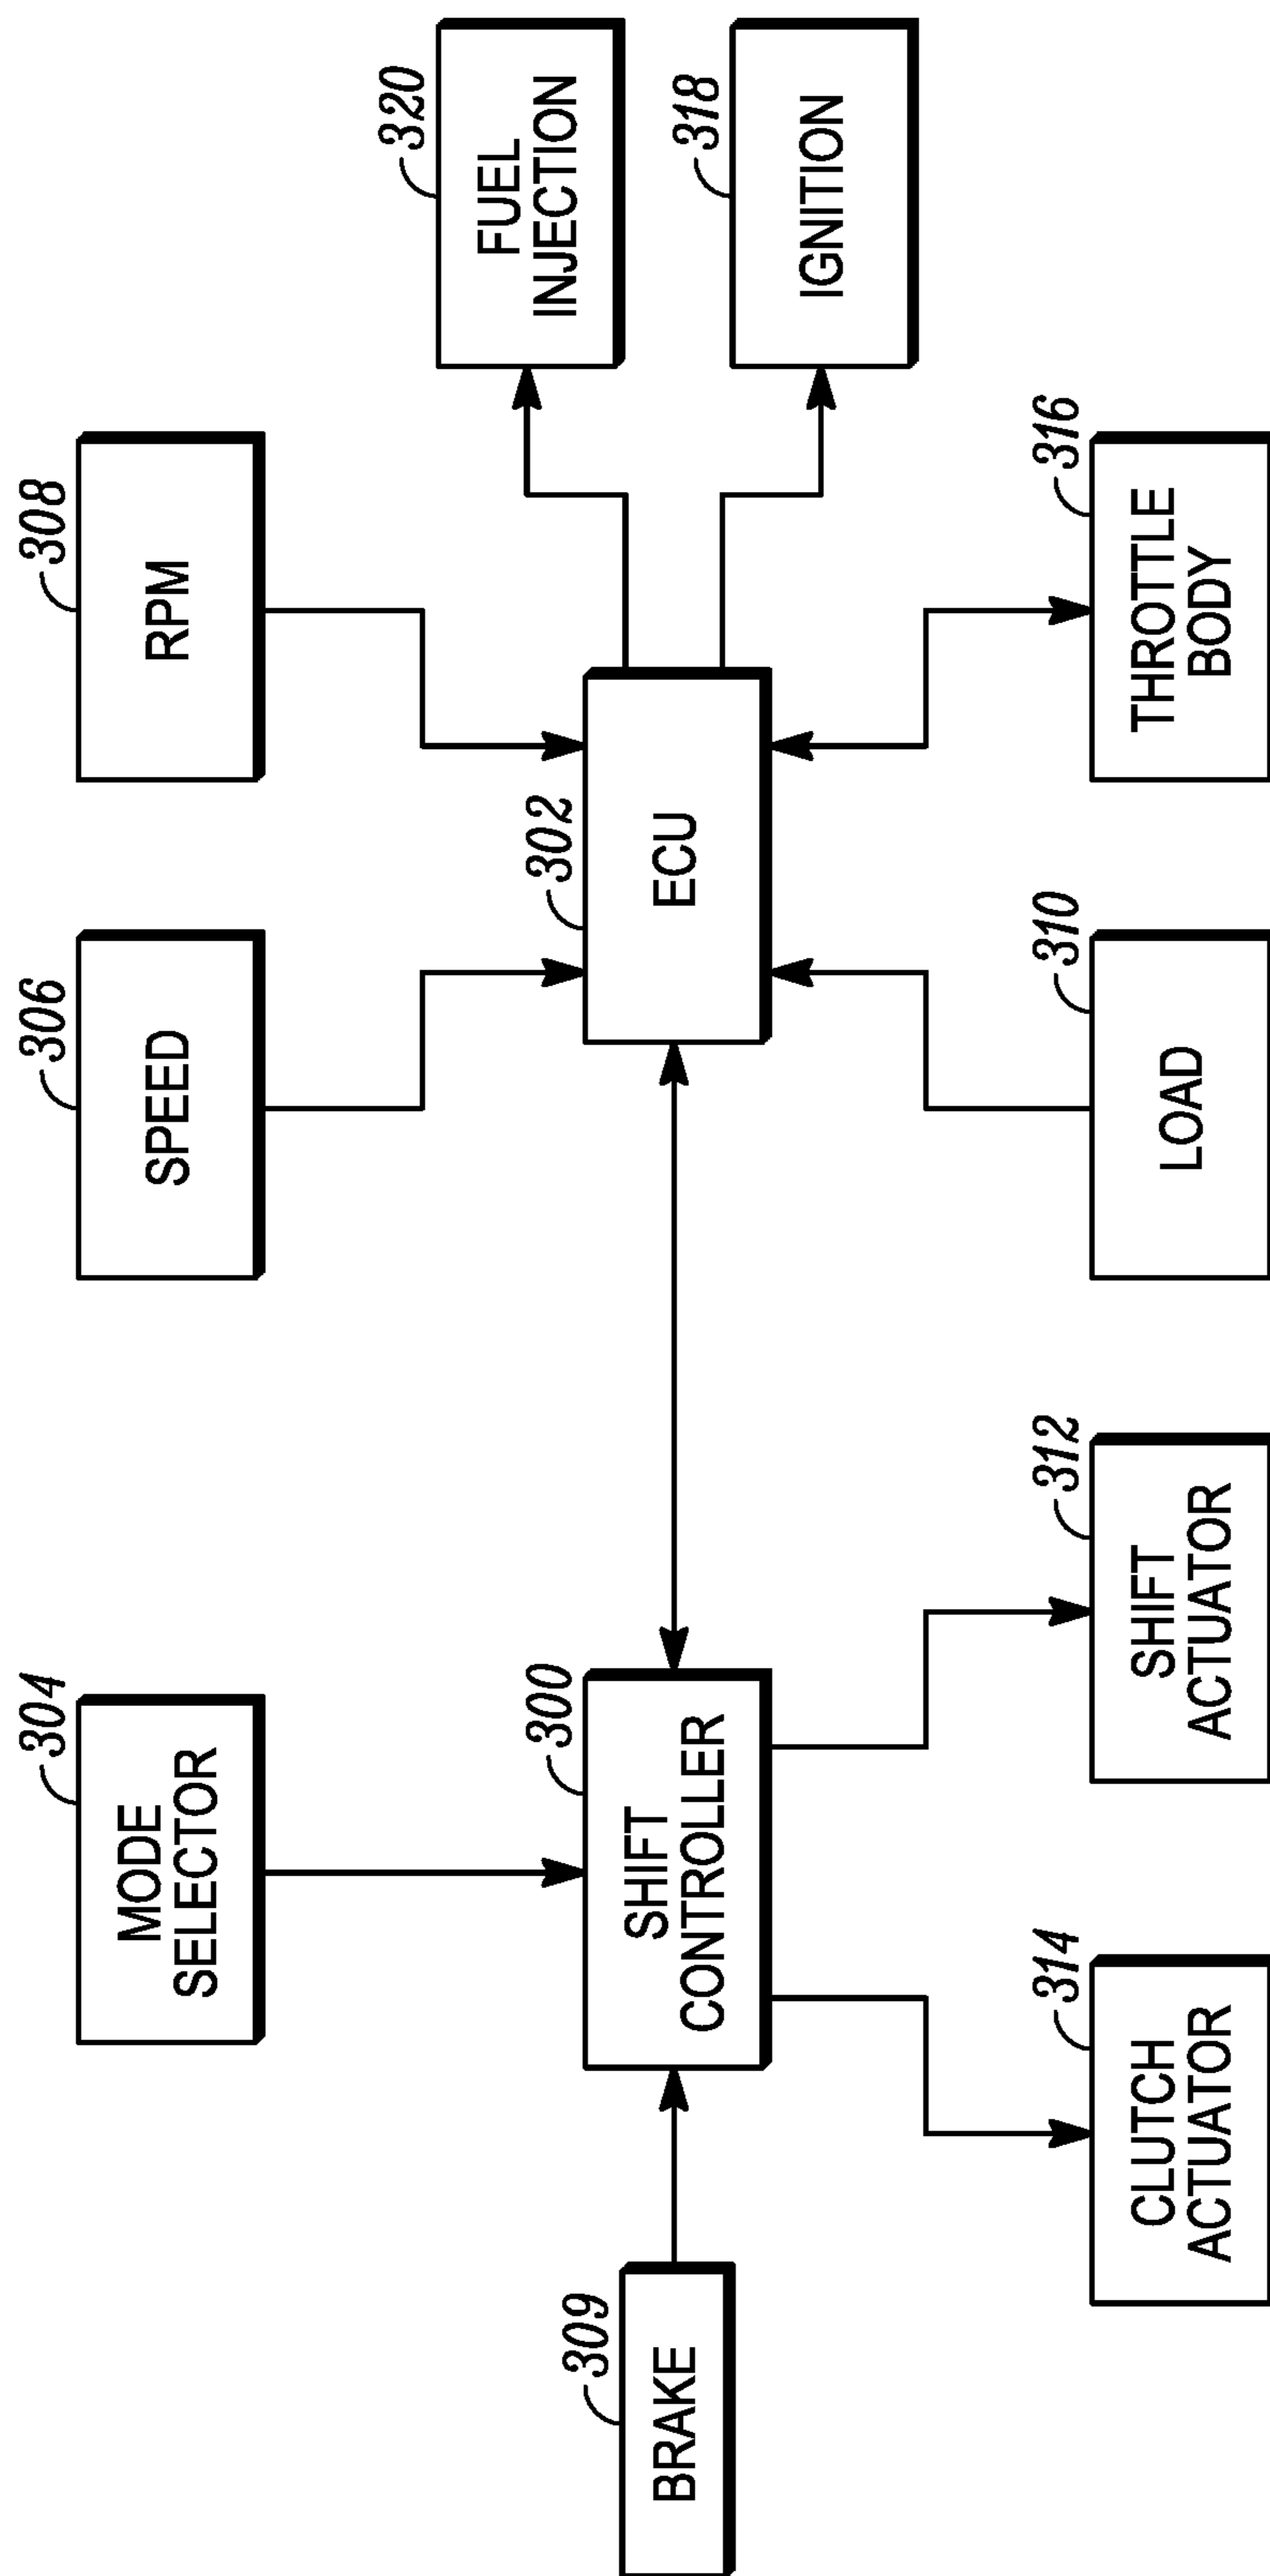 304
MODE
SELECTOR
306
SPEED
308
RPM
320
FUEL
INJECTION
309
BRAKE
300
SHIFT
CONTROLLER
302
ECU
318
IGNITION
314
CLUTCH
ACTUATOR
312
SHIFT
ACTUATOR
310
LOAD
316
THROTTLE
BODY